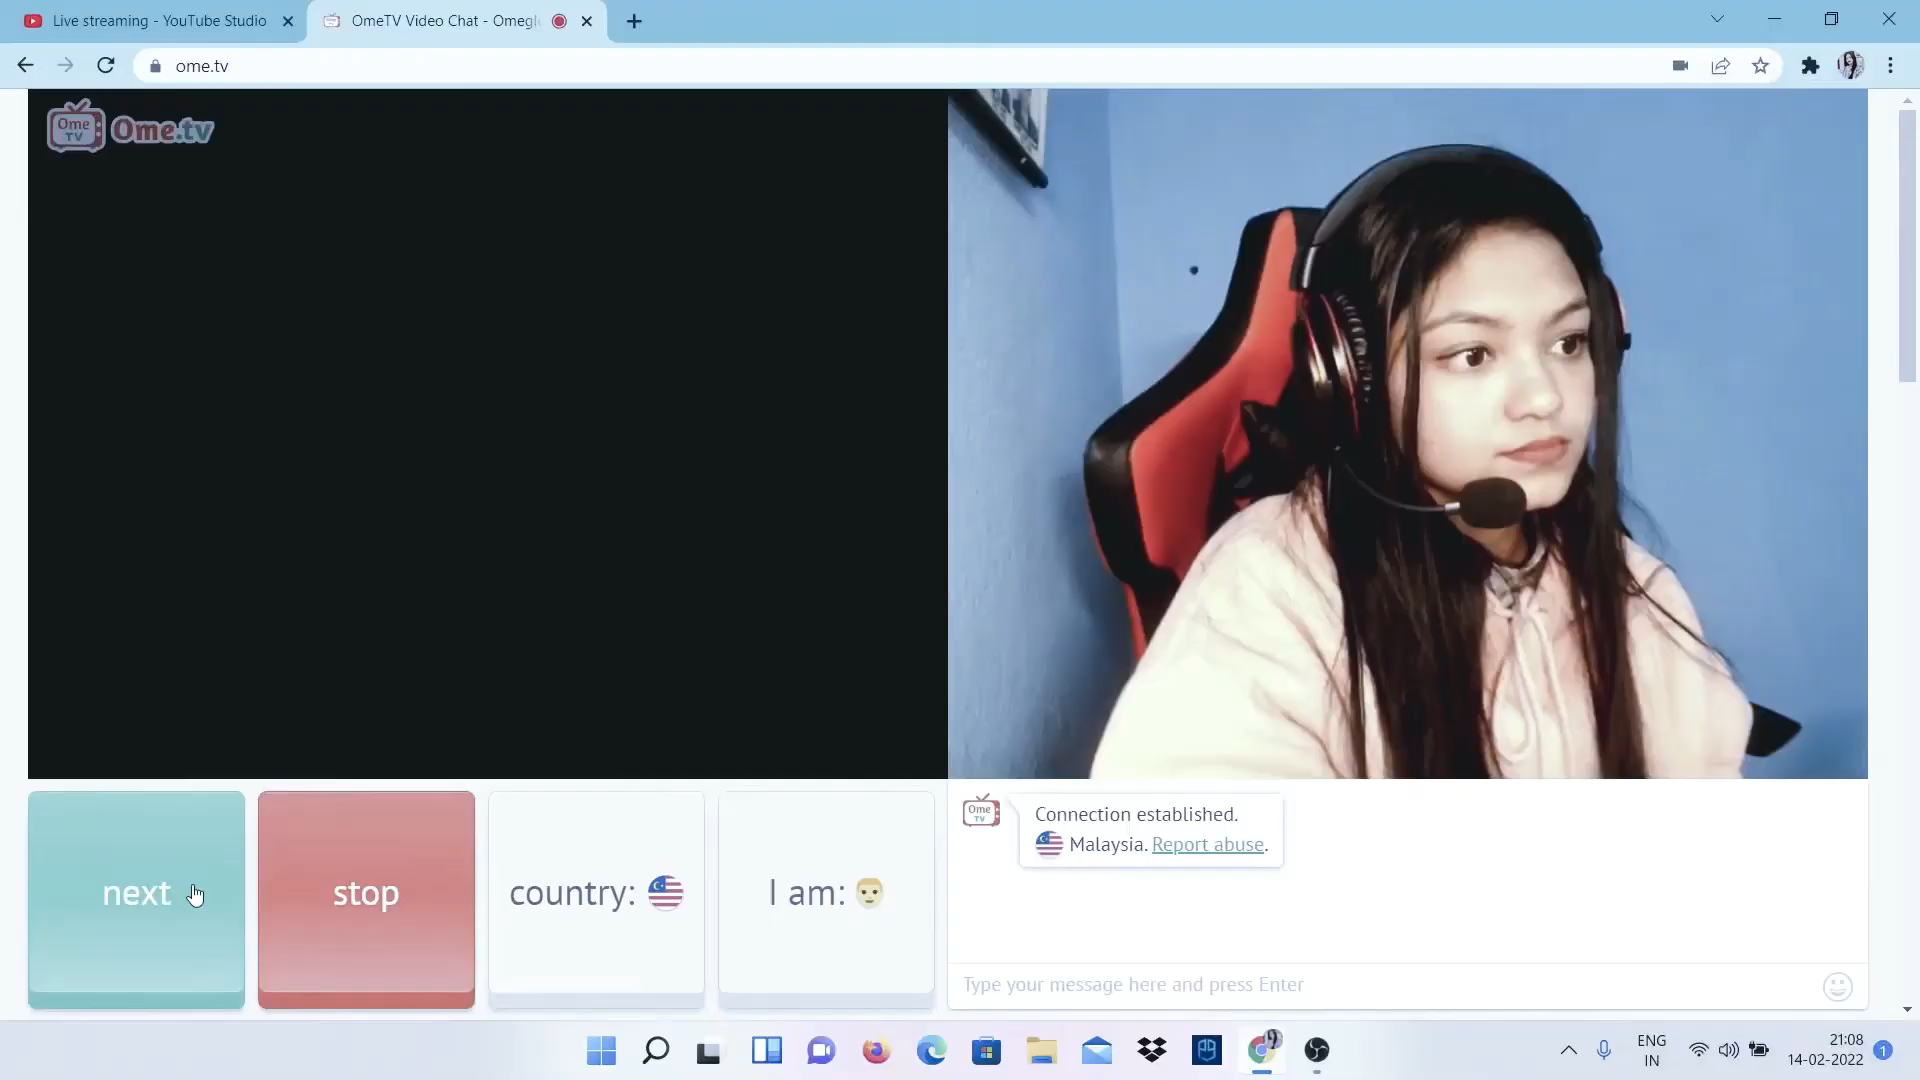 Live streaming - YouTube Studio
OmeTV Video Chat - Omegl
ome.tv
Ome TV Ome.tv
next
stop
country:
I am:
Ome TV
Connection established.
Malaysia. Report abuse.
Type your message here and press Enter
ENG
IN
21:08
14-02-2022
1